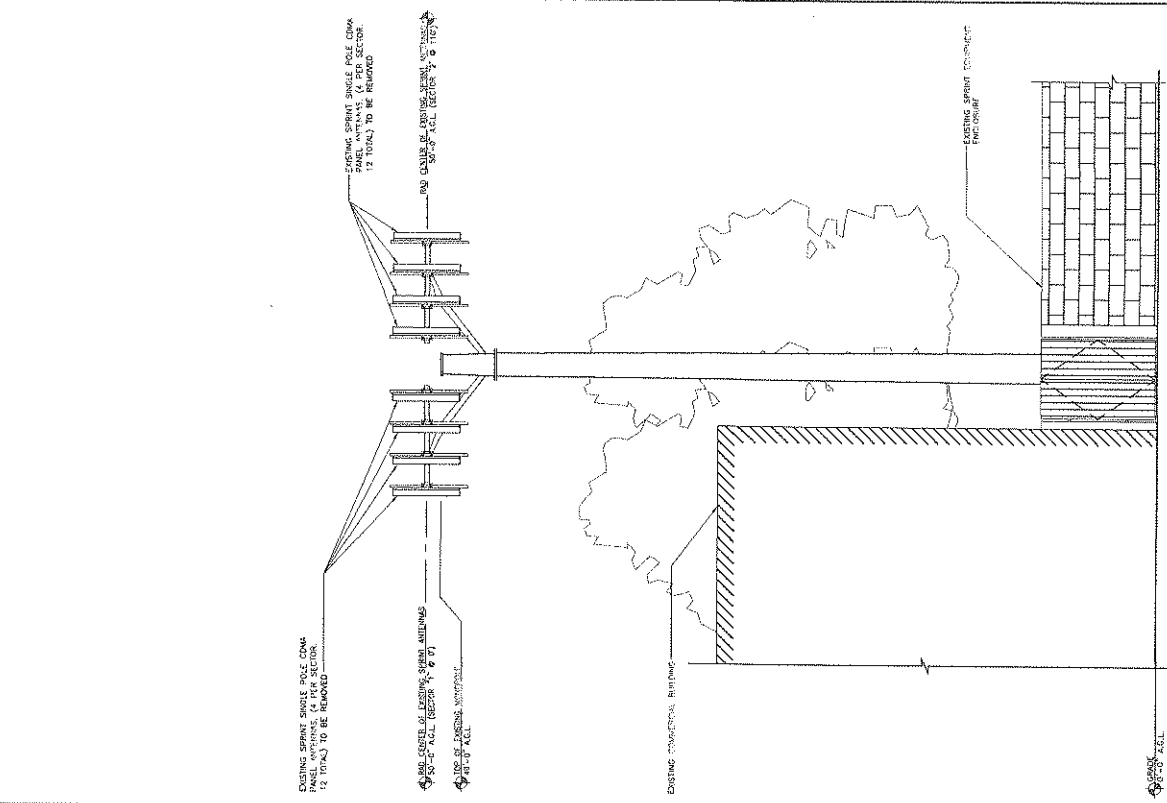 EXISTING SPRINT SINGLE POLE CDMA
PANEL ANTENNAS, (4 PER SECTOR,
12 TOTAL) TO BE REMOVED
RAD CENTER OF EXISTING SPRINT ANTENNAS
50'-0" A.G.L. (SECTOR "1" @ 0')
TOP OF EXISTING MONOPOLE
A.G.L.
EXISTING SPRINT SINGLE POLE CDMA
PANEL ANTENNAS, (4 PER SECTOR,
12 TOTAL) TO BE REMOVED
RAD CENTER OF EXISTING SPRINT ANTENNAS
50'-0" A.G.L. (SECTOR "2" @ 110')
EXISTING COMMERCIAL BUILDING
EXISTING SPRINT EQUIPMENT
ENCLOSURE
GRADE
0'-0" A.G.L.